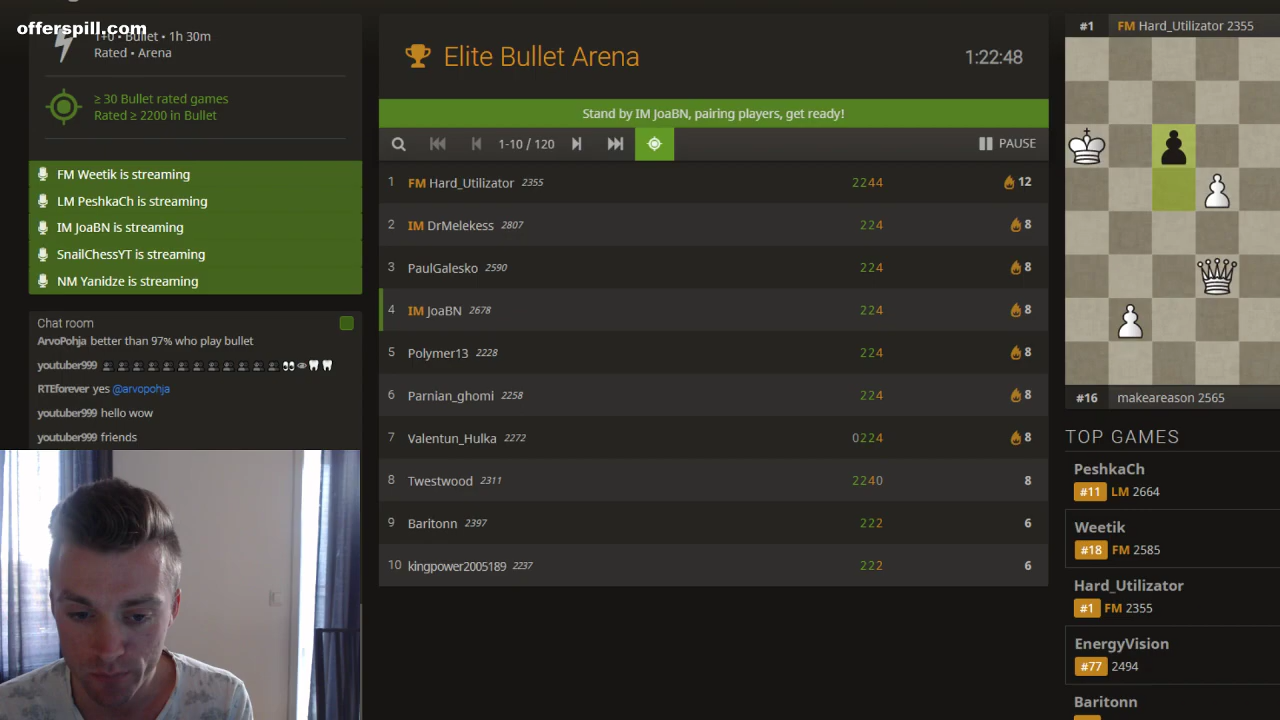 offerspill.com
1+0 • Bullet • 1h 30m
Rated • Arena
≥ 30 Bullet rated games
Rated ≥ 2200 in Bullet
FM Weetik is streaming
LM PeshkaCh is streaming
IM JoaBN is streaming
SnailChessYT is streaming
NM Yanidze is streaming
Chat room
ArvoPohja better than 97% who play bullet
youtuber999
RTEforever yes @arvopohja
youtuber999 hello wow
youtuber999 friends
Elite Bullet Arena
1:22:48
Stand by IM JoaBN, pairing players, get ready!
1-10 / 120
PAUSE
1 FM Hard_Utilizator 2355 2244 12
2 IM DrMelekess 2807 224 8
3 PaulGalesko 2590 224 8
4 IM JoaBN 2678 224 8
5 Polymer13 2228 224 8
6 Parnian_ghomi 2258 224 8
7 Valentun_Hulka 2272 0224 8
8 Twestwood 2311 2240 8
9 Baritonn 2397 222 6
10 kingpower2005189 2237 222 6
#1 FM Hard_Utilizator 2355
#16 makeareason 2565
TOP GAMES
PeshkaCh
#11 LM 2664
Weetik
#18 FM 2585
Hard_Utilizator
#1 FM 2355
EnergyVision
#77 2494
Baritonn